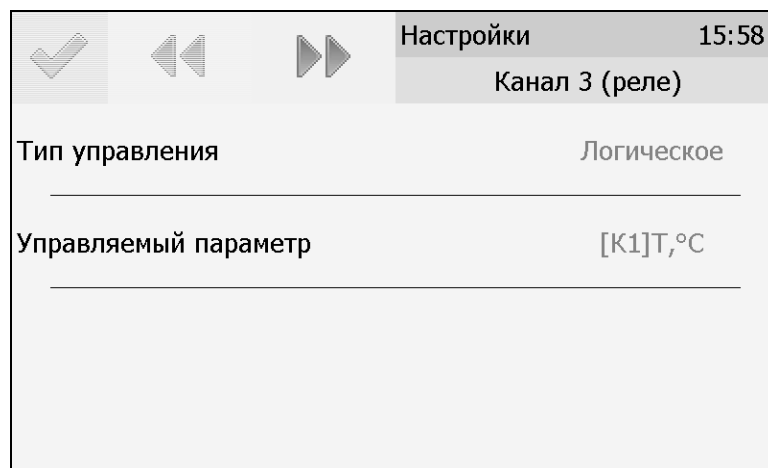 Настройки 15:58
Канал 3 (реле)
Тип управления Логическое
Управляемый параметр [К1]Т,°С